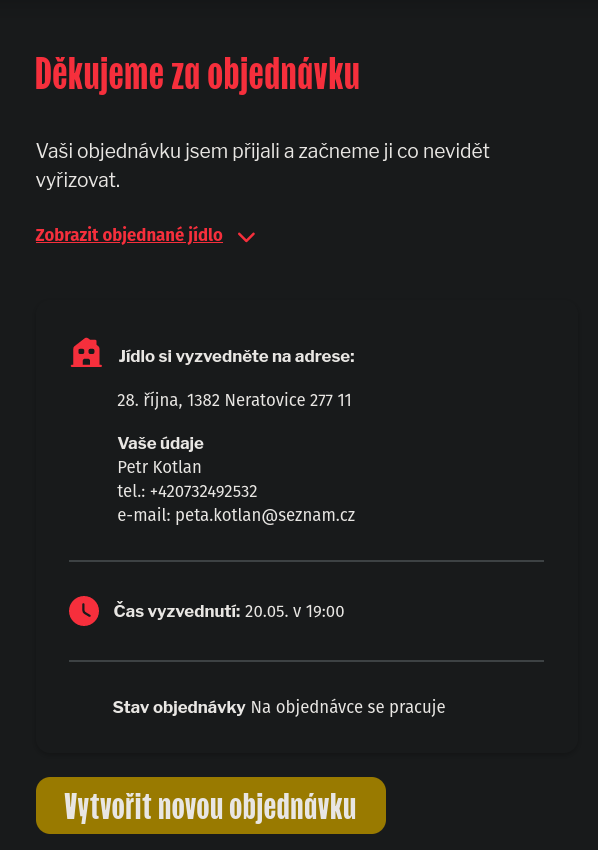 Děkujeme za objednávku
Vaši objednávku jsem přijali a začneme ji co nevidět
vyřizovat.
Zobrazit objednané jídlo
Jídlo si vyzvedněte na adrese:
28. října, 1382 Neratovice 277 11
Vaše údaje
Petr Kotlan
tel.: +420732492532
e-mail: peta.kotlan@seznam.cz
Čas vyzvednutí: 20.05. v 19:00
Stav objednávky Na objednávce se pracuje
Vytvořit novou objednávku